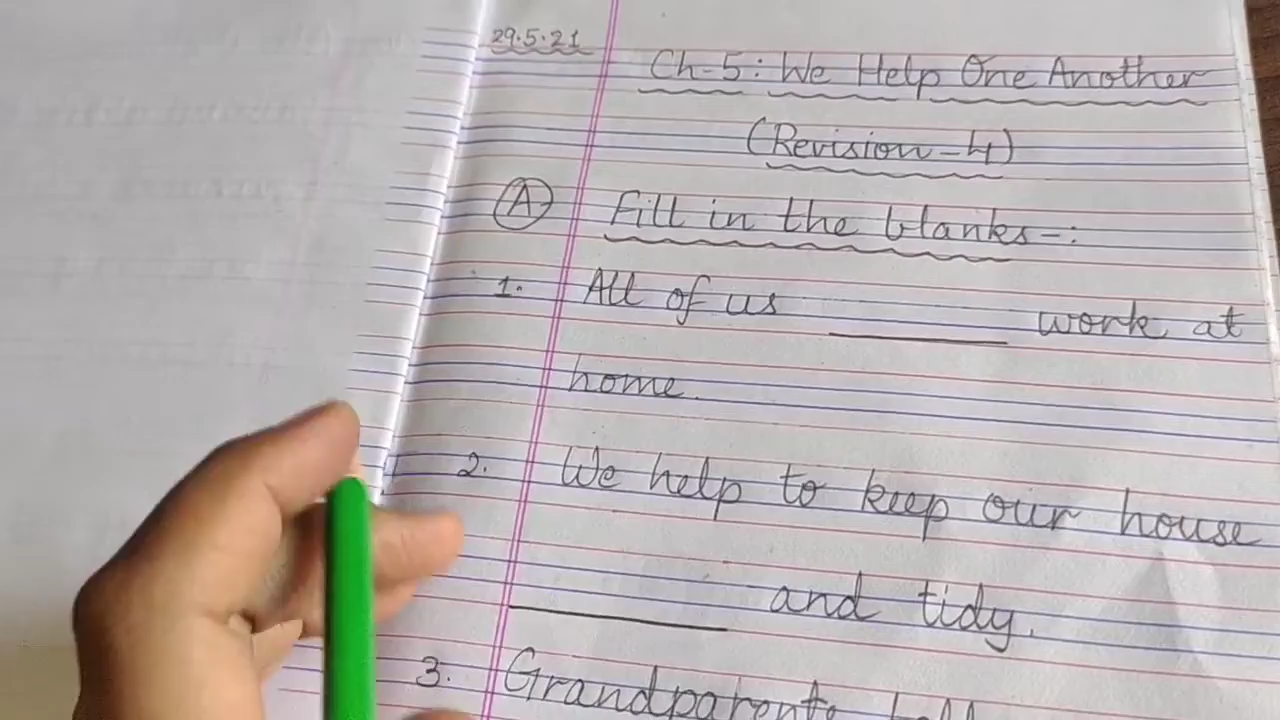 29.5.21
Ch-5: We Help One Another
(Revision-4)
A Fill in the blanks-:
1. All of us ________ work at
home.
2. We help to keep our house
________ and tidy.
3. Grandparents tell